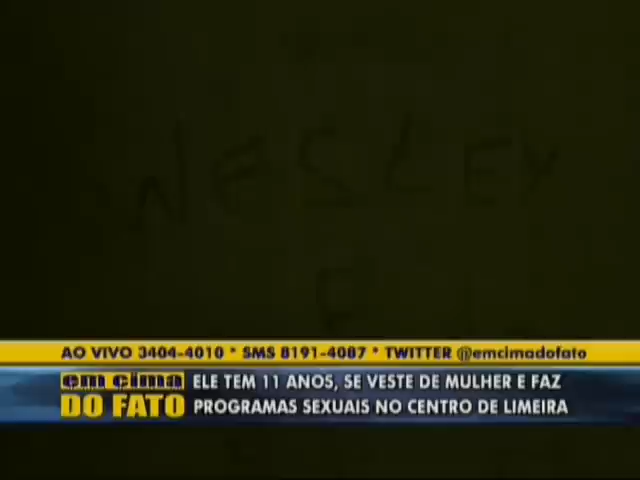 WESLEY
AO VIVO 3404-4010 * SMS 8191-4087 * TWITTER @emcimadofato
em cima
DO FATO
ELE TEM 11 ANOS, SE VESTE DE MULHER E FAZ
PROGRAMAS SEXUAIS NO CENTRO DE LIMEIRA